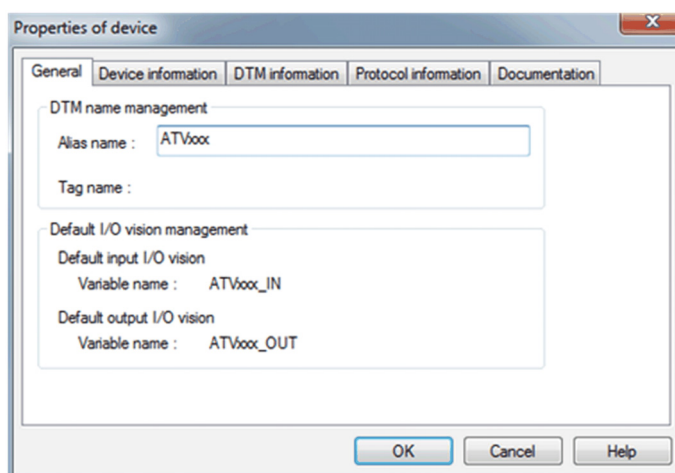 Properties of device
General Device information DTM information Protocol information Documentation
DTM name management
Alias name : ATVxxx
Tag name :
Default I/O vision management
Default input I/O vision
Variable name : ATVxxx_IN
Default output I/O vision
Variable name : ATVxxx_OUT
OK Cancel Help